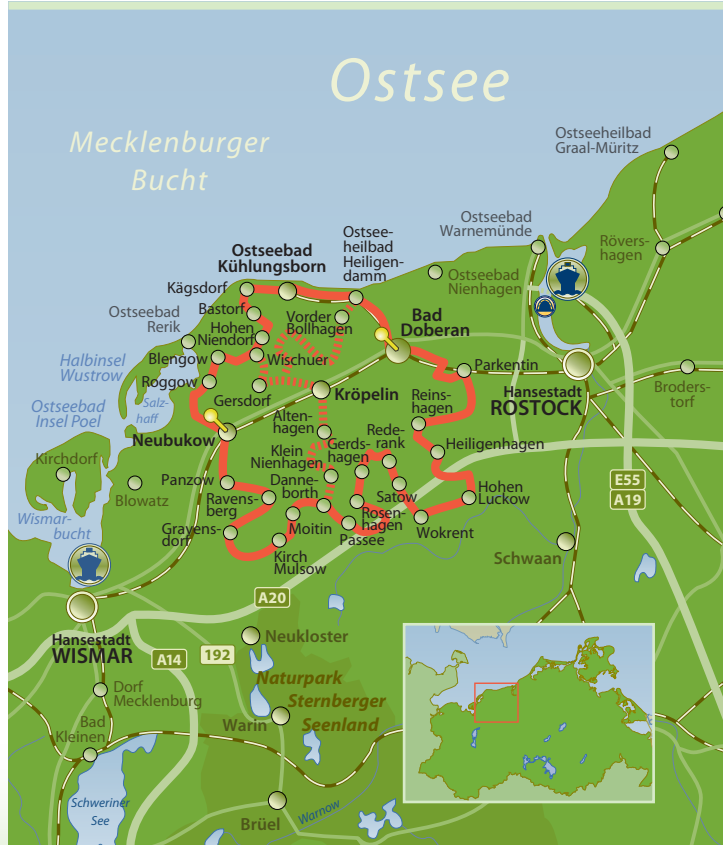 Ostsee
Mecklenburger
Bucht
Ostseeheilbad
Graal-Müritz
Ostseebad
Warnemünde
Rövers-
hagen
Ostsee-
heilbad
Heiligen-
damm
Ostseebad
Kühlungsborn
Ostseebad
Nienhagen
Kägsdorf
Bastorf
Ostseebad
Rerik
Hohen
Niendorf
Vorder
Bollhagen
Bad
Doberan
Blengow
Wischuer
Halbinsel
Wustrow
Roggow
Parkentin
Gersdorf
Kröpelin
Hansestadt
ROSTOCK
Broders-
torf
Salz-
haff
Ostseebad
Insel Poel
Reins-
hagen
Alten-
hagen
Neubukow
Rede-
rank
Gerds-
hagen
Heiligenhagen
Kirchdorf
Klein
Nienhagen
Panzow
Danne-
borth
Blowatz
Ravens-
berg
Satow
Hohen
Luckow
E55
A19
Rosen-
hagen
Wismar-
bucht
Gravens-
dorf
Moitin
Passee
Wokrent
Kirch
Mulsow
Schwaan
A20
Hansestadt
WISMAR
A14
192
Neukloster
Naturpark
Sternberger
Seenland
Dorf
Mecklenburg
Warin
Bad
Kleinen
Schweriner
See
Warnow
Brüel